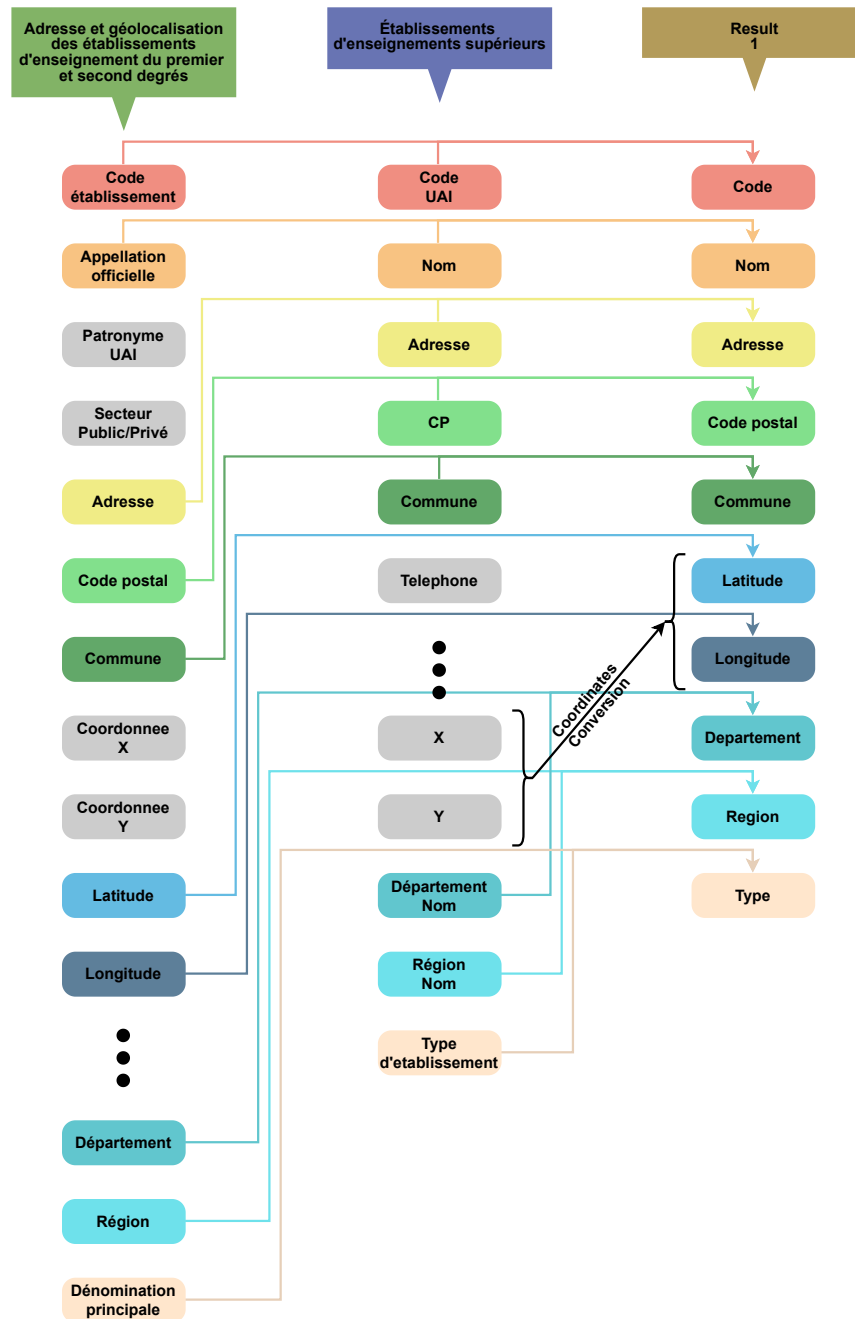 Adresse et géolocalisation
des établissements
d'enseignement du premier
et second degrés
Établissements
d'enseignements supérieurs
Result
1
Code
établissement
Code
UAI
Code
Appellation
officielle
Nom
Nom
Patronyme
UAI
Adresse
Adresse
Secteur
Public/Privé
CP
Code postal
Adresse
Commune
Commune
Code postal
Telephone
Latitude
Commune
Longitude
Coordinates
Conversion
Coordonnee
X
X
Departement
Coordonnee
Y
Y
Region
Latitude
Département
Nom
Type
Longitude
Région
Nom
Type
d'etablissement
Département
Région
Dénomination
principale